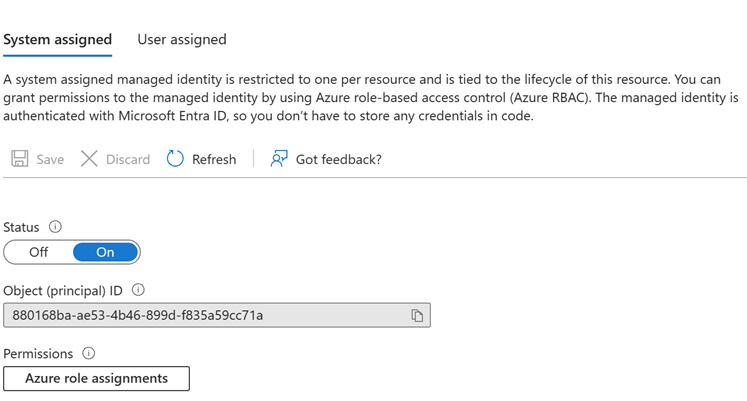 System assigned User assigned
A system assigned managed identity is restricted to one per resource and is tied to the lifecycle of this resource. You can
grant permissions to the managed identity by using Azure role-based access control (Azure RBAC). The managed identity is
authenticated with Microsoft Entra ID, so you don't have to store any credentials in code.
Save Discard Refresh Got feedback?
Status
Off On
Object (principal) ID
880168ba-ae53-4b46-899d-f835a59cc71a
Permissions
Azure role assignments